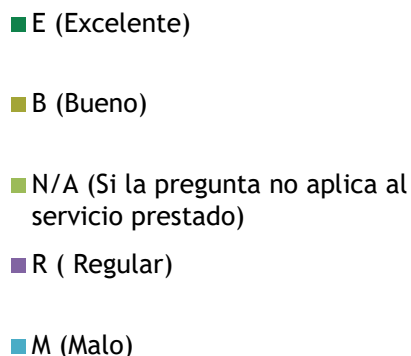 E (Excelente)
B (Bueno)
N/A (Si la pregunta no aplica al
servicio prestado)
R ( Regular)
M (Malo)